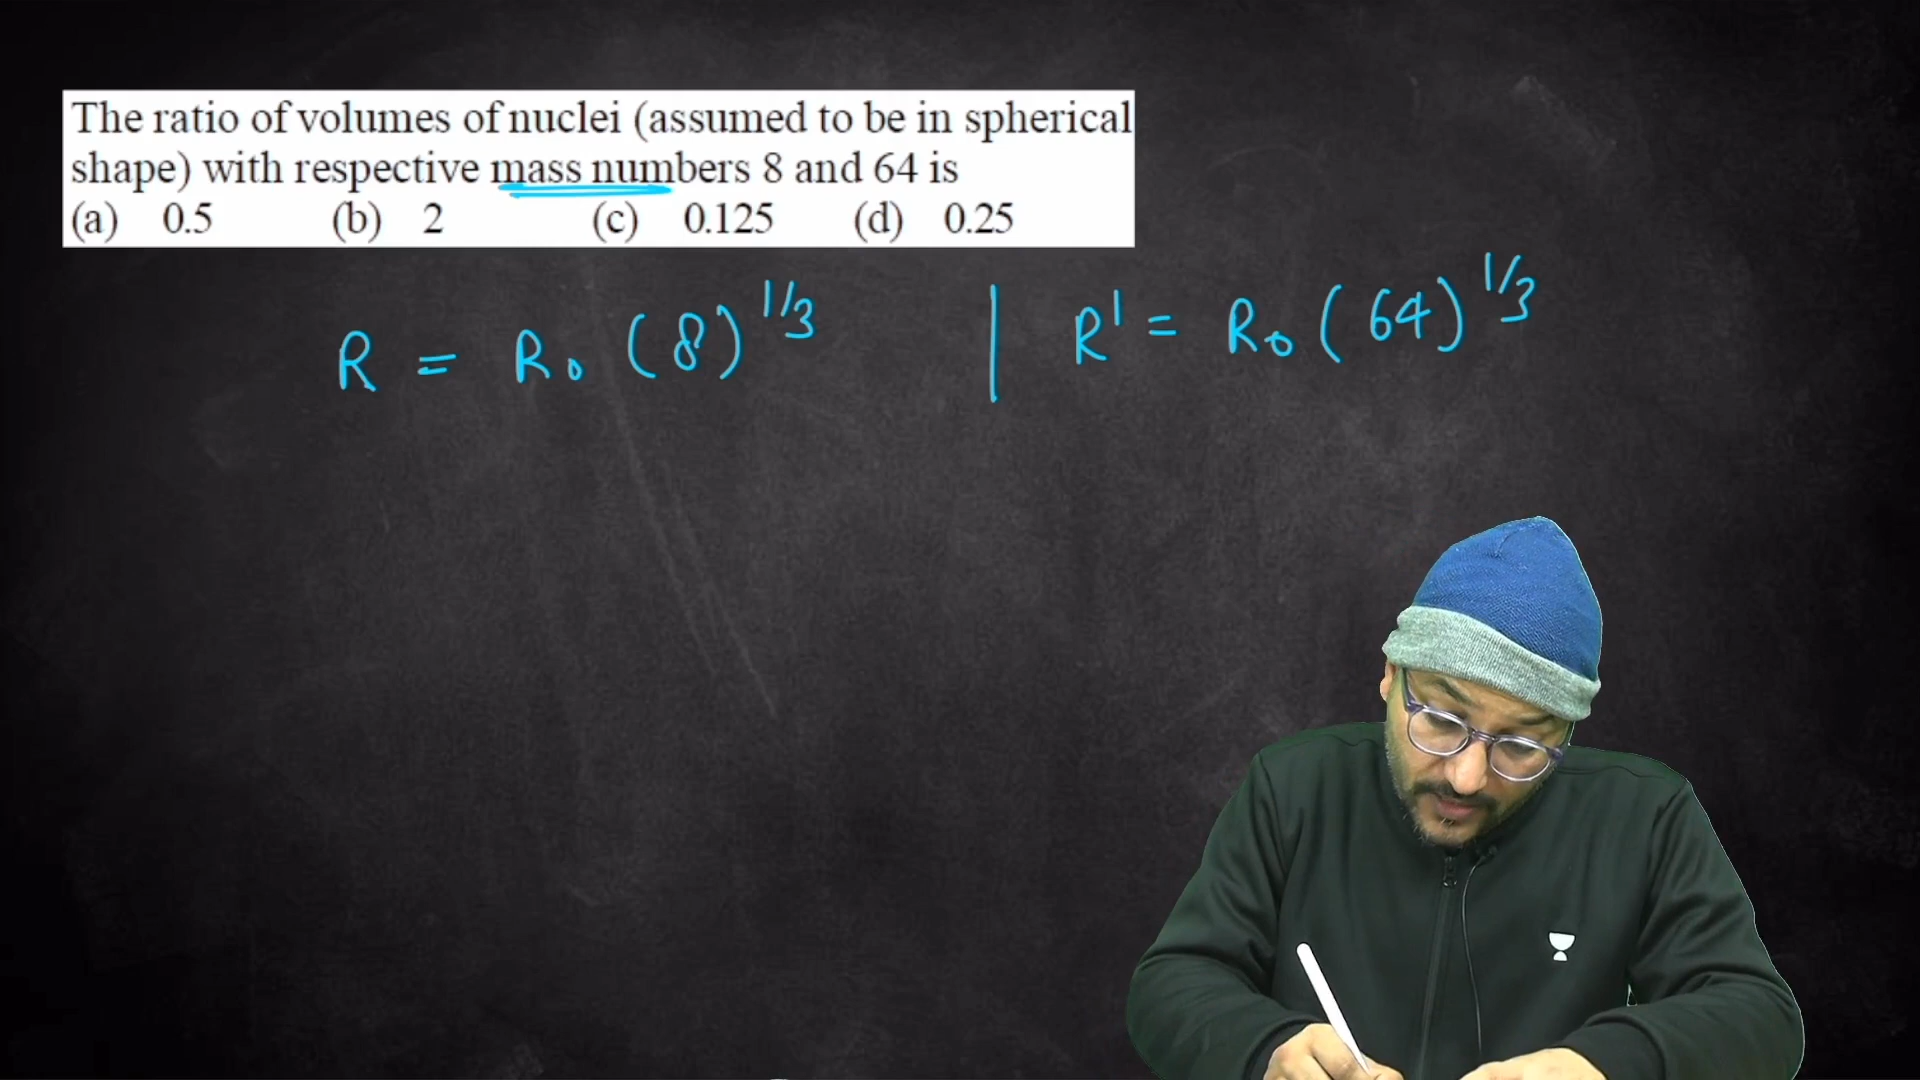 The ratio of volumes of nuclei (assumed to be in spherical
shape) with respective mass numbers 8 and 64 is
(a) 0.5 (b) 2 (c) 0.125 (d) 0.25
R = R₀ (8)^1/3 | R' = R₀ (64)^1/3